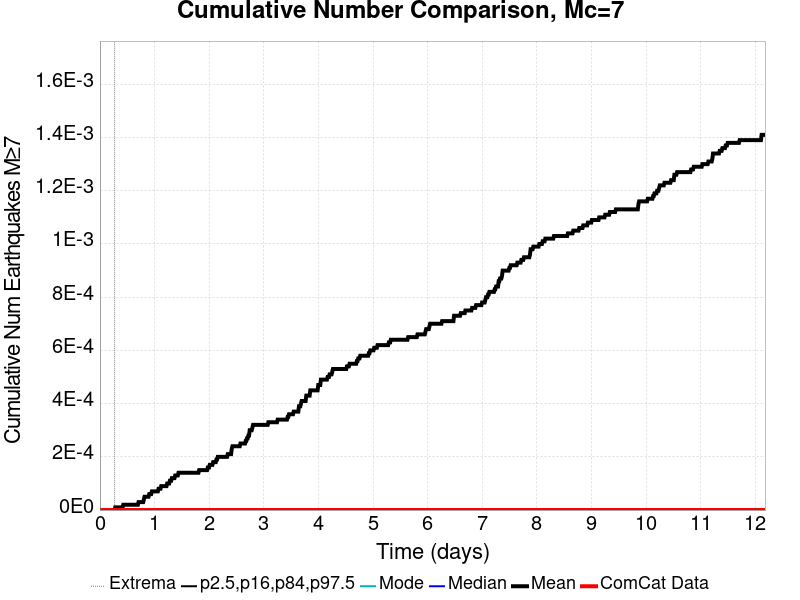 Cumulative Number Comparison, Mc=7
Cumulative Num Earthquakes M≥7
1.6E-3
1.4E-3
1.2E-3
1E-3
8E-4
6E-4
4E-4
2E-4
0E0
0 1 2 3 4 5 6 7 8 9 10 11 12
Time (days)
Extrema p2.5,p16,p84,p97.5 Mode Median Mean ComCat Data